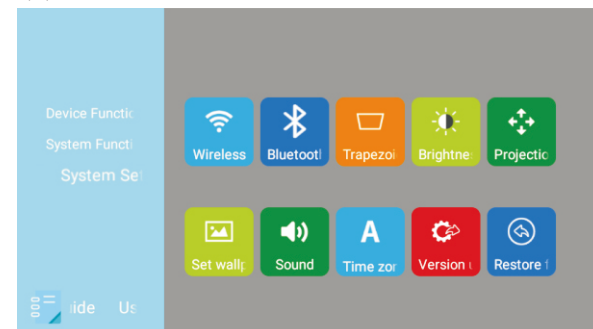 Device Functic
System Functi
System Se
Wireless Bluetootl Trapezoi Brightne Projectic
Set wallp Sound Time zor Version Restore f
ide Us